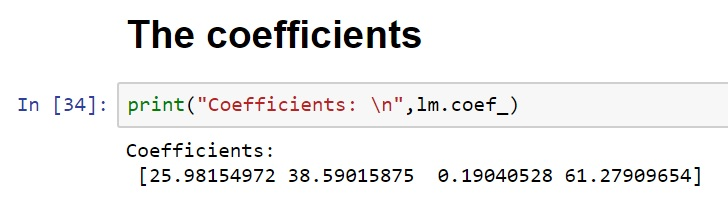 The coefficients
In [34]: print("Coefficients: \n",lm.coef_)
Coefficients:
 [25.98154972 38.59015875  0.19040528 61.27909654]